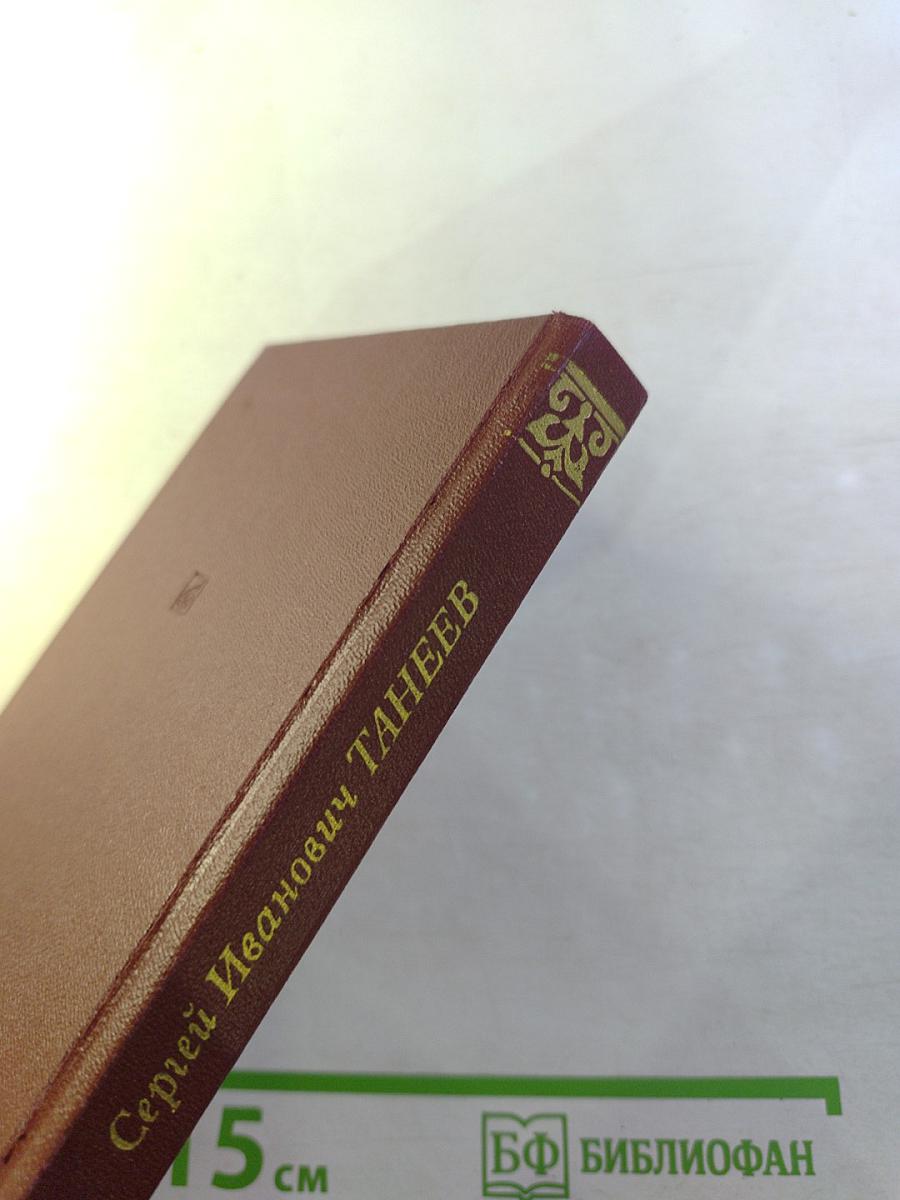 Сергей Иванович ТАНЕЕВ
15 см
БФ БИБЛИОФАН